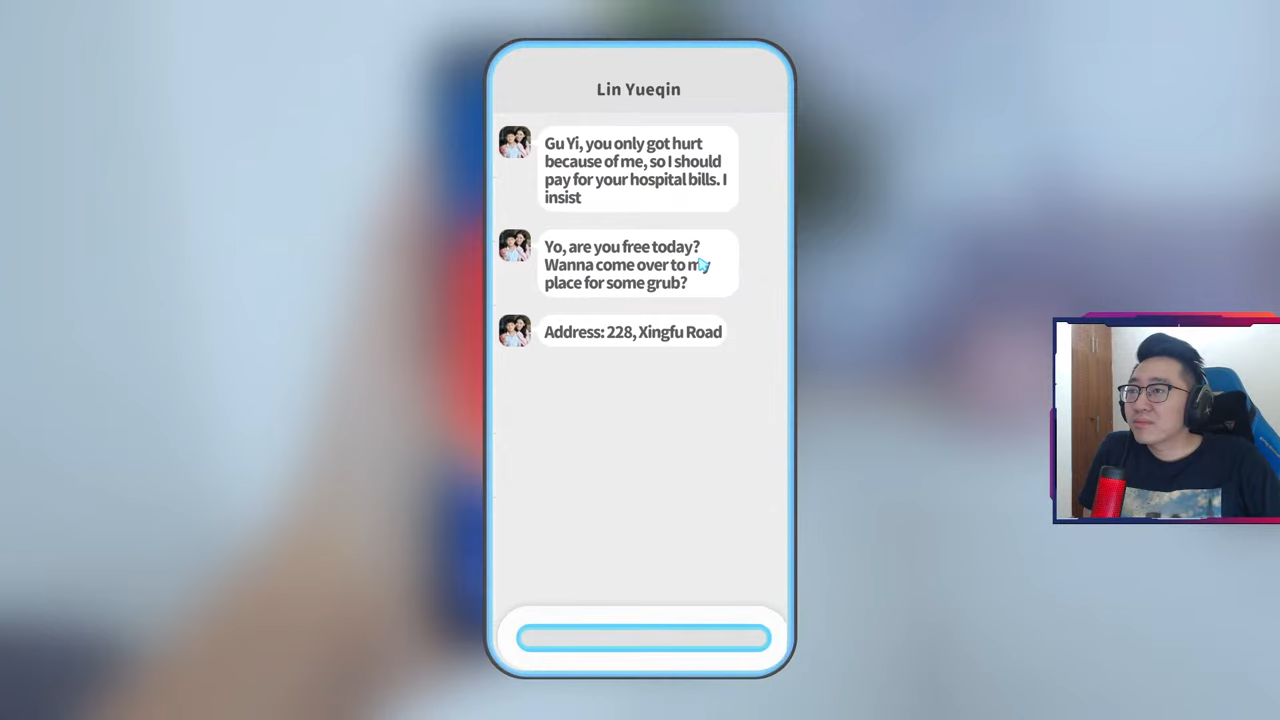 Lin Yueqin
Gu Yi, you only got hurt
because of me, so I should
pay for your hospital bills. I
insist
Yo, are you free today?
Wanna come over to my
place for some grub?
Address: 228, Xingfu Road